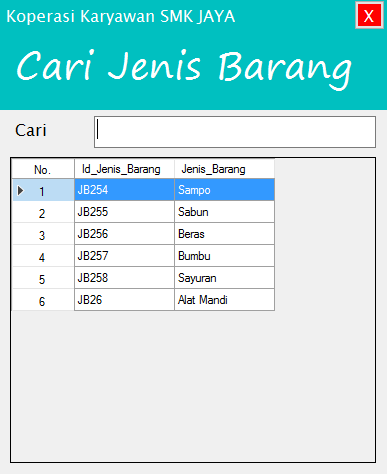 Koperasi Karyawan SMK JAYA X
Cari Jenis Barang
Cari
No. Id_Jenis_Barang Jenis_Barang
1 JB254 Sampo
2 JB255 Sabun
3 JB256 Beras
4 JB257 Bumbu
5 JB258 Sayuran
6 JB26 Alat Mandi